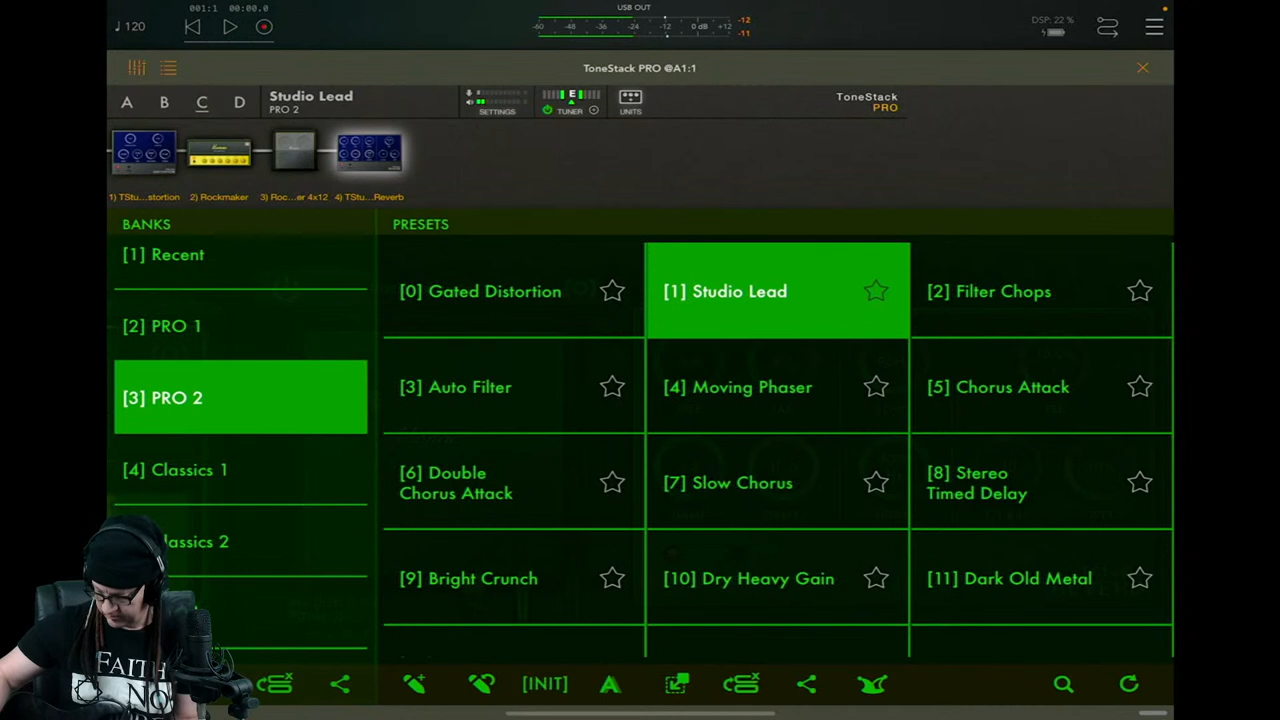 001:1 00:00.0
USB OUT
♩120
-60 -48 -36 -24 -12 0 dB +12
-12
-11
DSP: 22 %
ToneStack PRO @A1:1
A B C D
Studio Lead
PRO 2
SETTINGS
E
TUNER
UNITS
ToneStack
PRO
1) TStu...stortion
2) Rockmaker
3) Roc...er 4x12
4) TStu...Reverb
BANKS
PRESETS
[1] Recent
[2] PRO 1
[3] PRO 2
[4] Classics 1
lassics 2
[0] Gated Distortion
[1] Studio Lead
[2] Filter Chops
[3] Auto Filter
[4] Moving Phaser
[5] Chorus Attack
[6] Double
Chorus Attack
[7] Slow Chorus
[8] Stereo
Timed Delay
[9] Bright Crunch
[10] Dry Heavy Gain
[11] Dark Old Metal
[INIT]
A
FAITH
NO